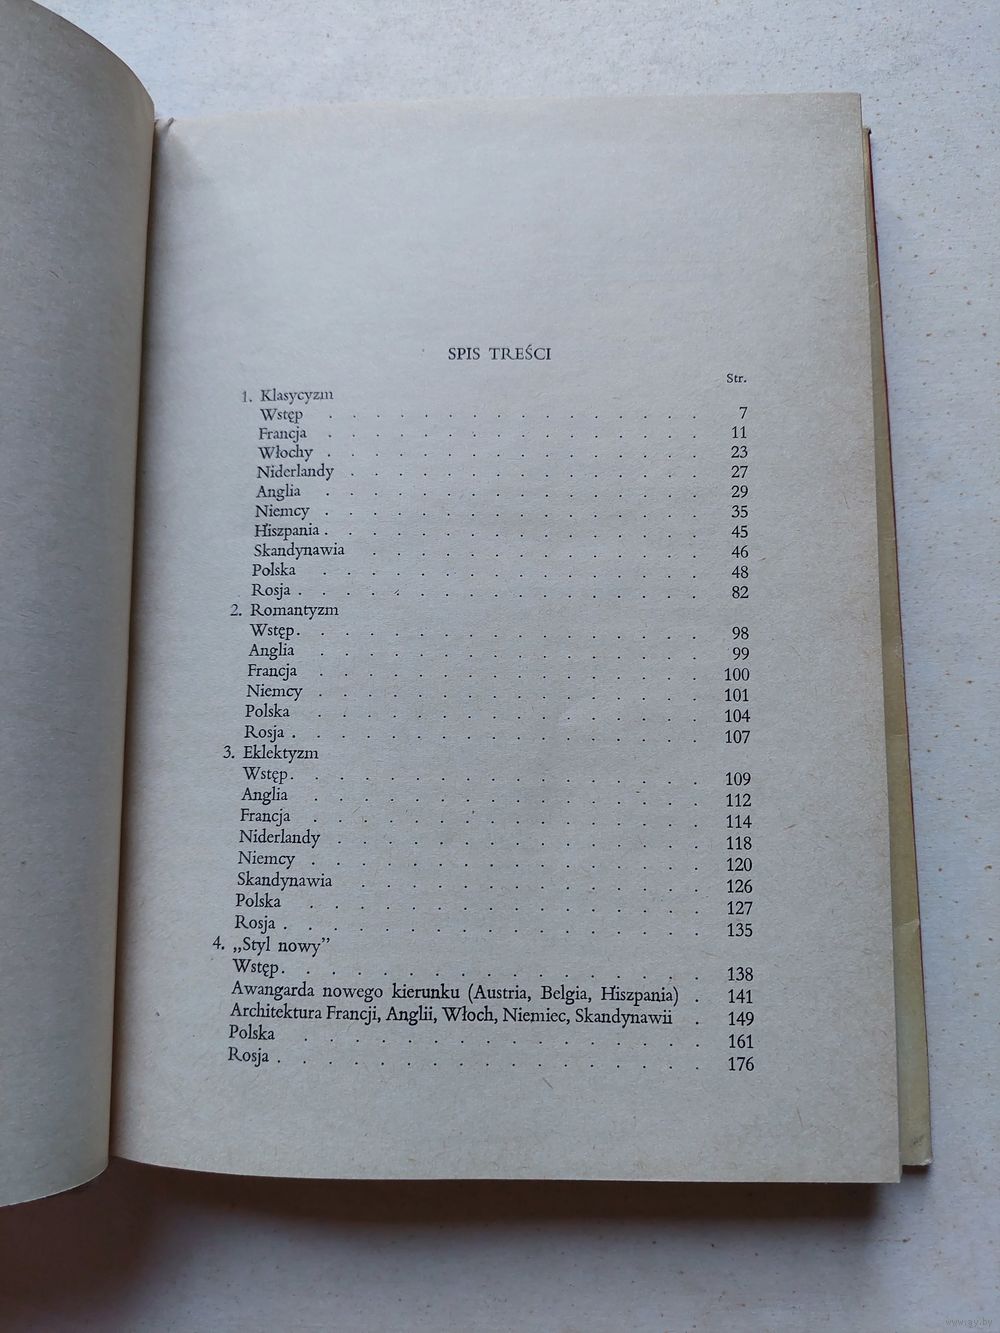 SPIS TREŚCI
Str.
1. Klasycyzm
Wstęp . . . . . . . . . . . . . . . . 7
Francja . . . . . . . . . . . . . . . . 11
Włochy . . . . . . . . . . . . . . . . 23
Niderlandy . . . . . . . . . . . . . . . 27
Anglia . . . . . . . . . . . . . . . . 29
Niemcy . . . . . . . . . . . . . . . . 35
Hiszpania . . . . . . . . . . . . . . . . 45
Skandynawia . . . . . . . . . . . . . . 46
Polska . . . . . . . . . . . . . . . . 48
Rosja . . . . . . . . . . . . . . . . . 82
2. Romantyzm
Wstęp . . . . . . . . . . . . . . . . . 98
Anglia . . . . . . . . . . . . . . . . 99
Francja . . . . . . . . . . . . . . . . 100
Niemcy . . . . . . . . . . . . . . . . 101
Polska . . . . . . . . . . . . . . . . 104
Rosja . . . . . . . . . . . . . . . . . 107
3. Eklektyzm
Wstęp . . . . . . . . . . . . . . . . . 109
Anglia . . . . . . . . . . . . . . . . 112
Francja . . . . . . . . . . . . . . . . 114
Niderlandy . . . . . . . . . . . . . . . 118
Niemcy . . . . . . . . . . . . . . . . 120
Skandynawia . . . . . . . . . . . . . . 126
Polska . . . . . . . . . . . . . . . . 127
Rosja . . . . . . . . . . . . . . . . . 135
4. „Styl nowy”
Wstęp . . . . . . . . . . . . . . . . . 138
Awangarda nowego kierunku (Austria, Belgia, Hiszpania) . 141
Architektura Francji, Anglii, Włoch, Niemiec, Skandynawii . 149
Polska . . . . . . . . . . . . . . . . 161
Rosja . . . . . . . . . . . . . . . . . 176
www.ay.by